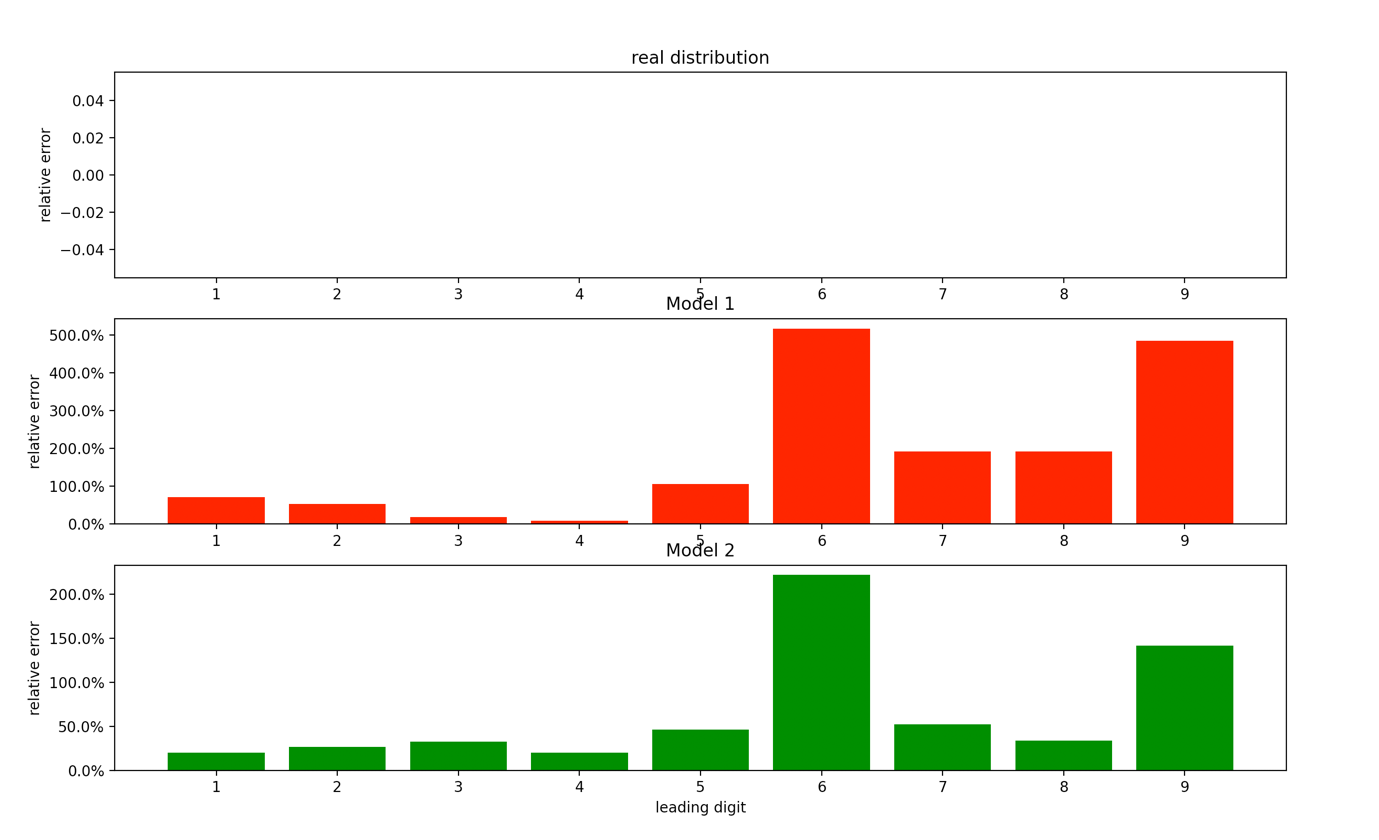 real distribution
relative error
0.04
0.02
0.00
−0.02
−0.04
1 2 3 4 5 6 7 8 9
Model 1
relative error
500.0%
400.0%
300.0%
200.0%
100.0%
0.0%
1 2 3 4 5 6 7 8 9
Model 2
relative error
200.0%
150.0%
100.0%
50.0%
0.0%
1 2 3 4 5 6 7 8 9
leading digit